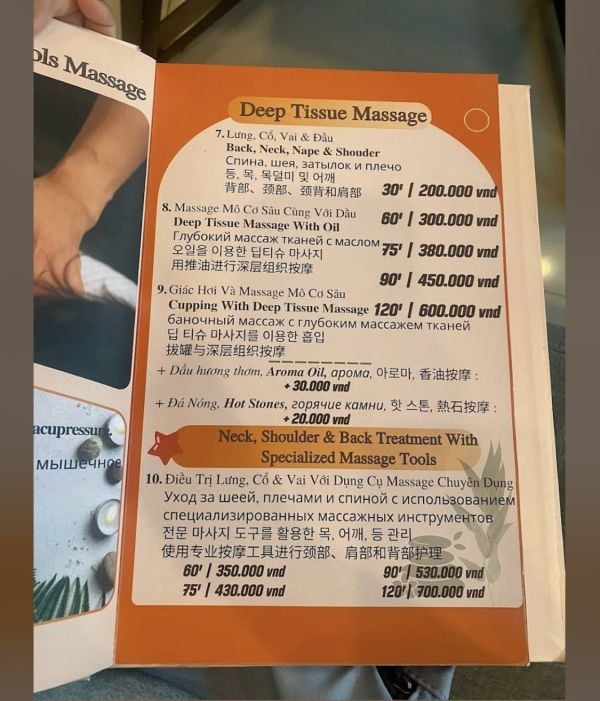 ols Massage
acupressur
мышечное
Deep Tissue Massage
7. Lưng, Cổ, Vai & Đầu
Back, Neck, Nape & Shouder
Спина, шея, затылок и плечо
등, 목, 목덜미 및 어깨
背部、颈部、颈背和肩部
30' | 200.000 vnd
8. Massage Mô Cơ Sâu Cùng Với Dầu
60' | 300.000 vnd
Deep Tissue Massage With Oil
Глубокий массаж тканей с маслом
75' | 380.000 vnd
오일을 이용한 딥티슈 마사지
用推油进行深层组织按摩
90' | 450.000 vnd
9. Giác Hơi Và Massage Mô Cơ Sâu
Cupping With Deep Tissue Massage
120' | 600.000 vnd
баночный массаж с глубоким массажем тканей
딥 티슈 마사지를 이용한 흡입
拔罐与深层组织按摩
+ Dầu hương thơm, Aroma Oil, арома, 아로마, 香油按摩 :
+ 30.000 vnd
+ Đá Nóng, Hot Stones, горячие камни, 핫 스톤, 熱石按摩 :
+ 20.000 vnd
Neck, Shoulder & Back Treatment With
Specialized Massage Tools
10. Điều Trị Lưng, Cổ & Vai Với Dụng Cụ Massage Chuyên Dụng
Уход за шеей, плечами и спиной с использованием
специализированных массажных инструментов
전문 마사지 도구를 활용한 목, 어깨, 등 관리
使用专业按摩工具进行颈部、肩部和背部护理
60' | 350.000 vnd
90' | 530.000 vnd
75' | 430.000 vnd
120' | 700.000 vnd